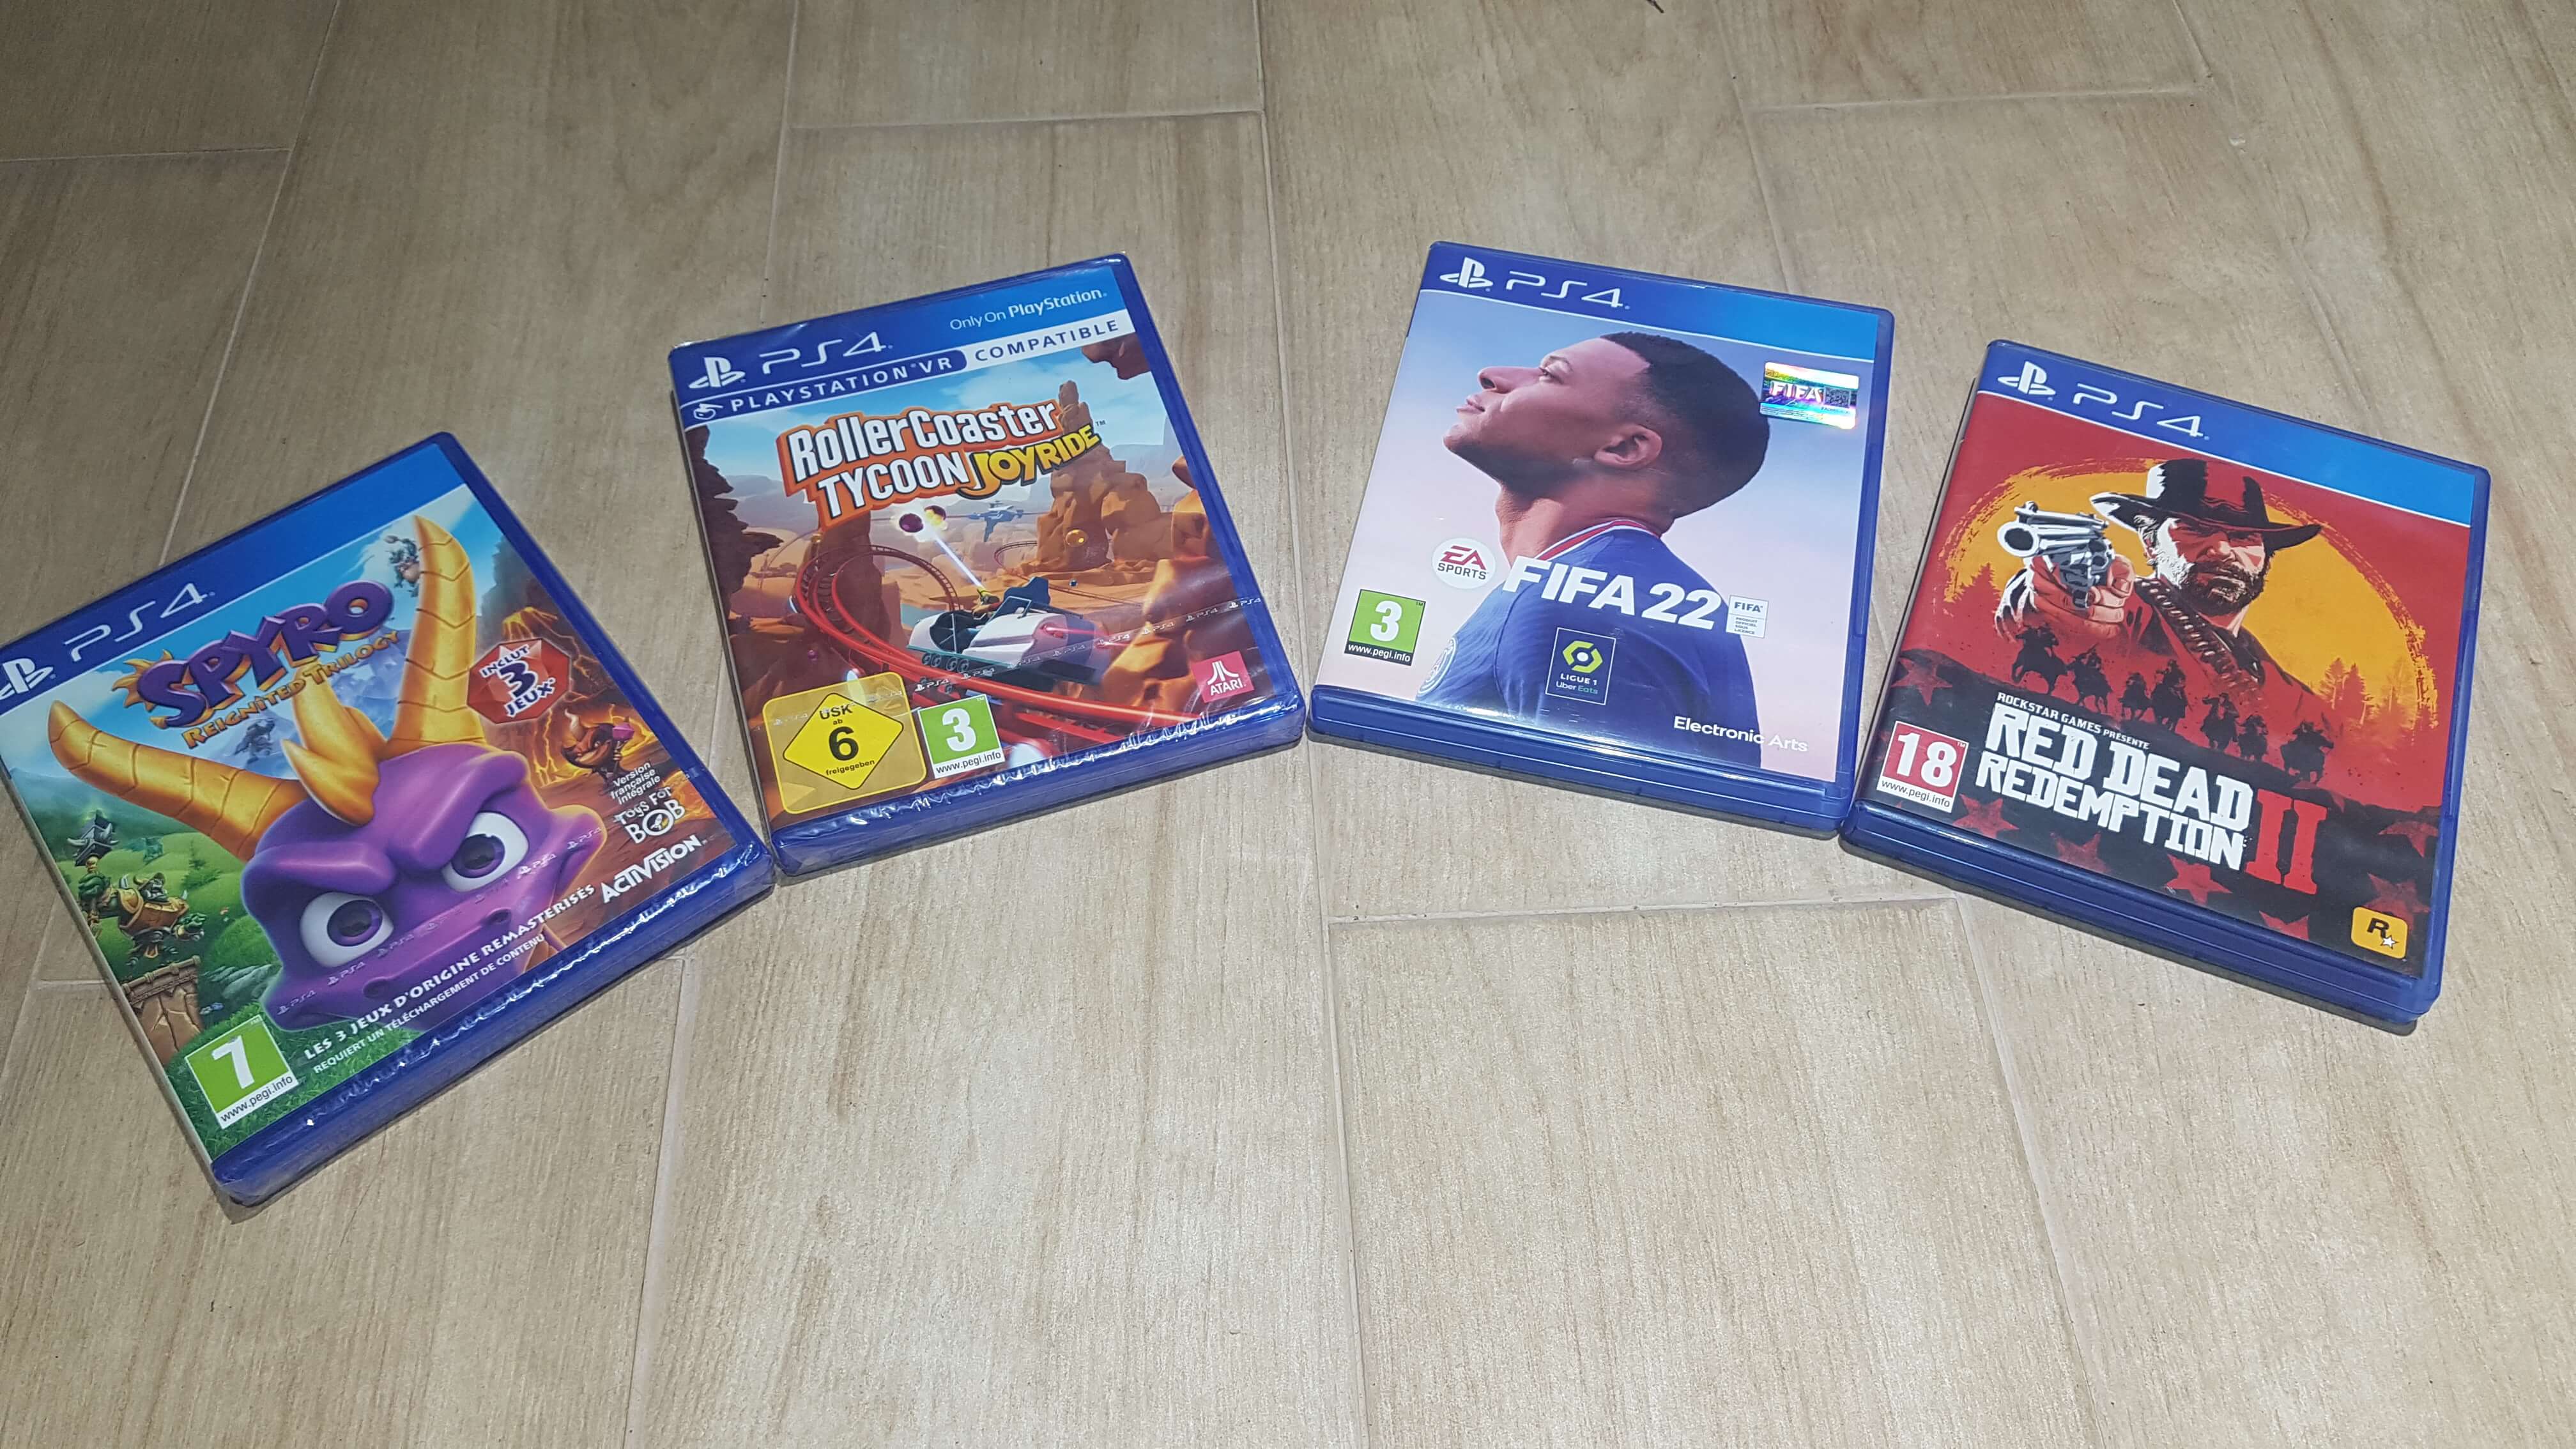 PS4
SPYRO
REIGNITED TRILOGY
INCLUT
3
JEUX*
Version
française
intégrale
TOYS FOR
BOB
ACTIVISION
LES 3 JEUX D'ORIGINE REMASTERISÉS
REQUIERT UN TÉLÉCHARGEMENT DE CONTENU
7
www.pegi.info
PS4
Only On PlayStation®
PLAYSTATION®VR COMPATIBLE
RollerCoaster
TYCOON JOYRIDE™
ATARI
USK
ab
6
freigegeben
3
www.pegi.info
PS4
FIFA
EA
SPORTS
FIFA 22
FIFA
3
www.pegi.info
LIGUE 1
Uber Eats
Electronic Arts
PS4
ROCKSTAR GAMES PRÉSENTE
RED DEAD
REDEMPTION II
18
www.pegi.info
R